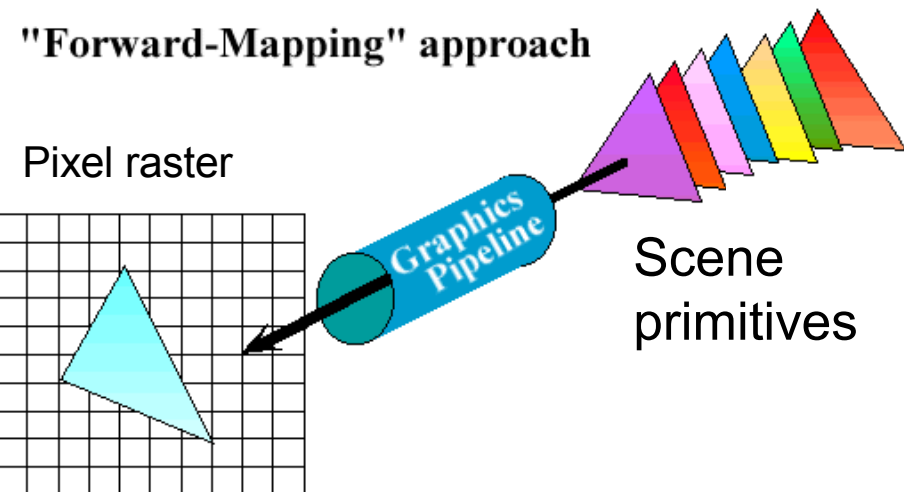 "Forward-Mapping" approach
Pixel raster
Graphics
Pipeline
Scene
primitives